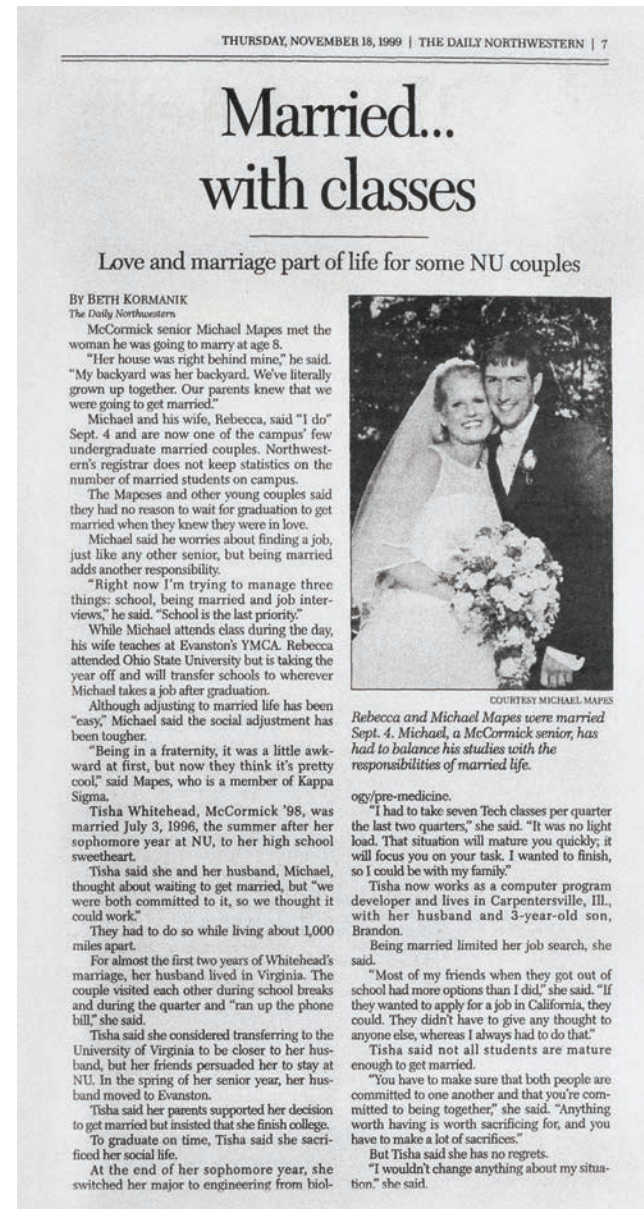 THURSDAY, NOVEMBER 18, 1999 | THE DAILY NORTHWESTERN | 7
Married...
with classes
Love and marriage part of life for some NU couples
BY BETH KORMANIK
The Daily Northwestern
McCormick senior Michael Mapes met the
woman he was going to marry at age 8.
"Her house was right behind mine," he said.
"My backyard was her backyard. We've literally
grown up together. Our parents knew that we
were going to get married."
Michael and his wife, Rebecca, said "I do"
Sept. 4 and are now one of the campus' few
undergraduate married couples. Northwest-
ern's registrar does not keep statistics on the
number of married students on campus.
The Mapeses and other young couples said
they had no reason to wait for graduation to get
married when they knew they were in love.
Michael said he worries about finding a job,
just like any other senior, but being married
adds another responsibility.
"Right now I'm trying to manage three
things: school, being married and job inter-
views," he said. "School is the last priority."
While Michael attends class during the day,
his wife teaches at Evanston's YMCA. Rebecca
attended Ohio State University but is taking the
year off and will transfer schools to wherever
Michael takes a job after graduation.
Although adjusting to married life has been
"easy," Michael said the social adjustment has
been tougher.
"Being in a fraternity, it was a little awk-
ward at first, but now they think it's pretty
cool," said Mapes, who is a member of Kappa
Sigma.
Tisha Whitehead, McCormick '98, was
married July 3, 1996, the summer after her
sophomore year at NU, to her high school
sweetheart.
Tisha said she and her husband, Michael,
thought about waiting to get married, but "we
were both committed to it, so we thought it
could work."
They had to do so while living about 1,000
miles apart.
For almost the first two years of Whitehead's
marriage, her husband lived in Virginia. The
couple visited each other during school breaks
and during the quarter and "ran up the phone
bill," she said.
Tisha said she considered transferring to the
University of Virginia to be closer to her hus-
band, but her friends persuaded her to stay at
NU. In the spring of her senior year, her hus-
band moved to Evanston.
Tisha said her parents supported her decision
to get married but insisted that she finish college.
To graduate on time, Tisha said she sacri-
ficed her social life.
At the end of her sophomore year, she
switched her major to engineering from biol-
COURTESY MICHAEL MAPES
Rebecca and Michael Mapes were married
Sept. 4. Michael, a McCormick senior, has
had to balance his studies with the
responsibilities of married life.
ogy/pre-medicine.
"I had to take seven Tech classes per quarter
the last two quarters," she said. "It was no light
load. That situation will mature you quickly; it
will focus you on your task. I wanted to finish,
so I could be with my family."
Tisha now works as a computer program
developer and lives in Carpentersville, Ill.,
with her husband and 3-year-old son,
Brandon.
Being married limited her job search, she
said.
"Most of my friends when they got out of
school had more options than I did," she said. "If
they wanted to apply for a job in California, they
could. They didn't have to give any thought to
anyone else, whereas I always had to do that."
Tisha said not all students are mature
enough to get married.
"You have to make sure that both people are
committed to one another and that you're com-
mitted to being together," she said. "Anything
worth having is worth sacrificing for, and you
have to make a lot of sacrifices."
But Tisha said she has no regrets.
"I wouldn't change anything about my situa-
tion." she said.